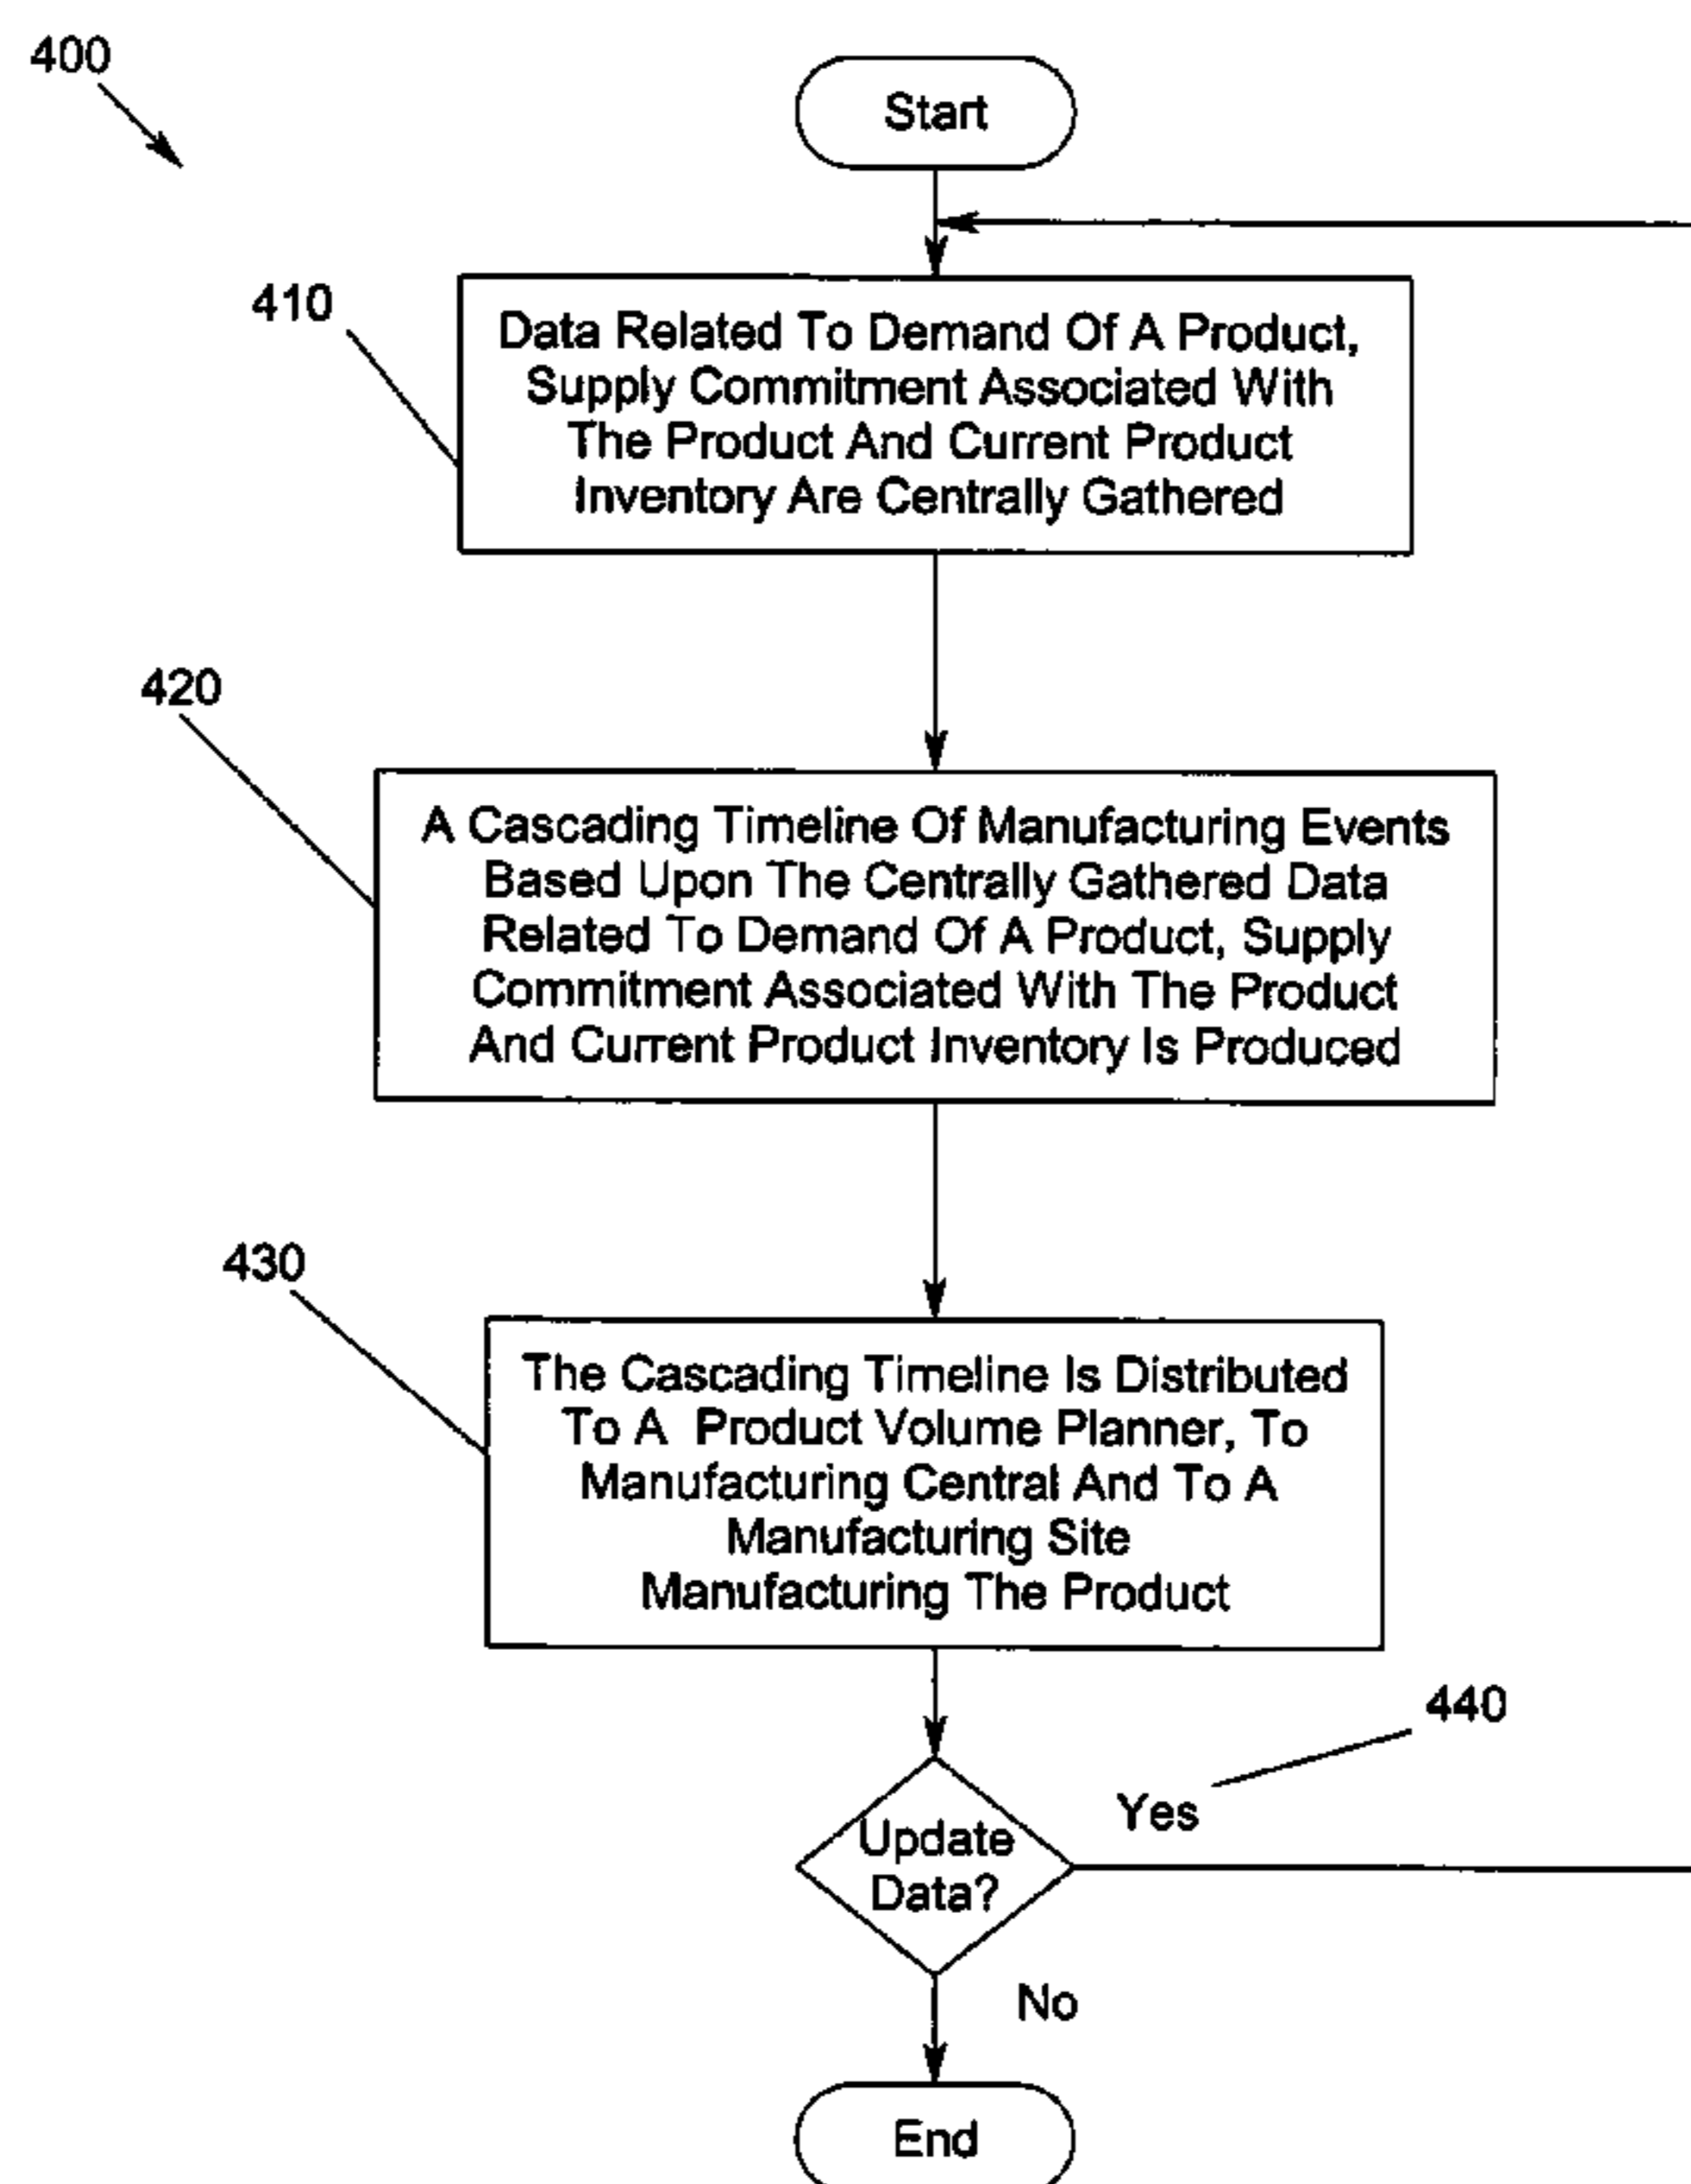 400
Start
410
Data Related To Demand Of A Product,
Supply Commitment Associated With
The Product And Current Product
Inventory Are Centrally Gathered
420
A Cascading Timeline Of Manufacturing Events
Based Upon The Centrally Gathered Data
Related To Demand Of A Product, Supply
Commitment Associated With The Product
And Current Product Inventory Is Produced
430
The Cascading Timeline Is Distributed
To A Product Volume Planner, To
Manufacturing Central And To A
Manufacturing Site
Manufacturing The Product
440
Yes
Update
Data?
No
End